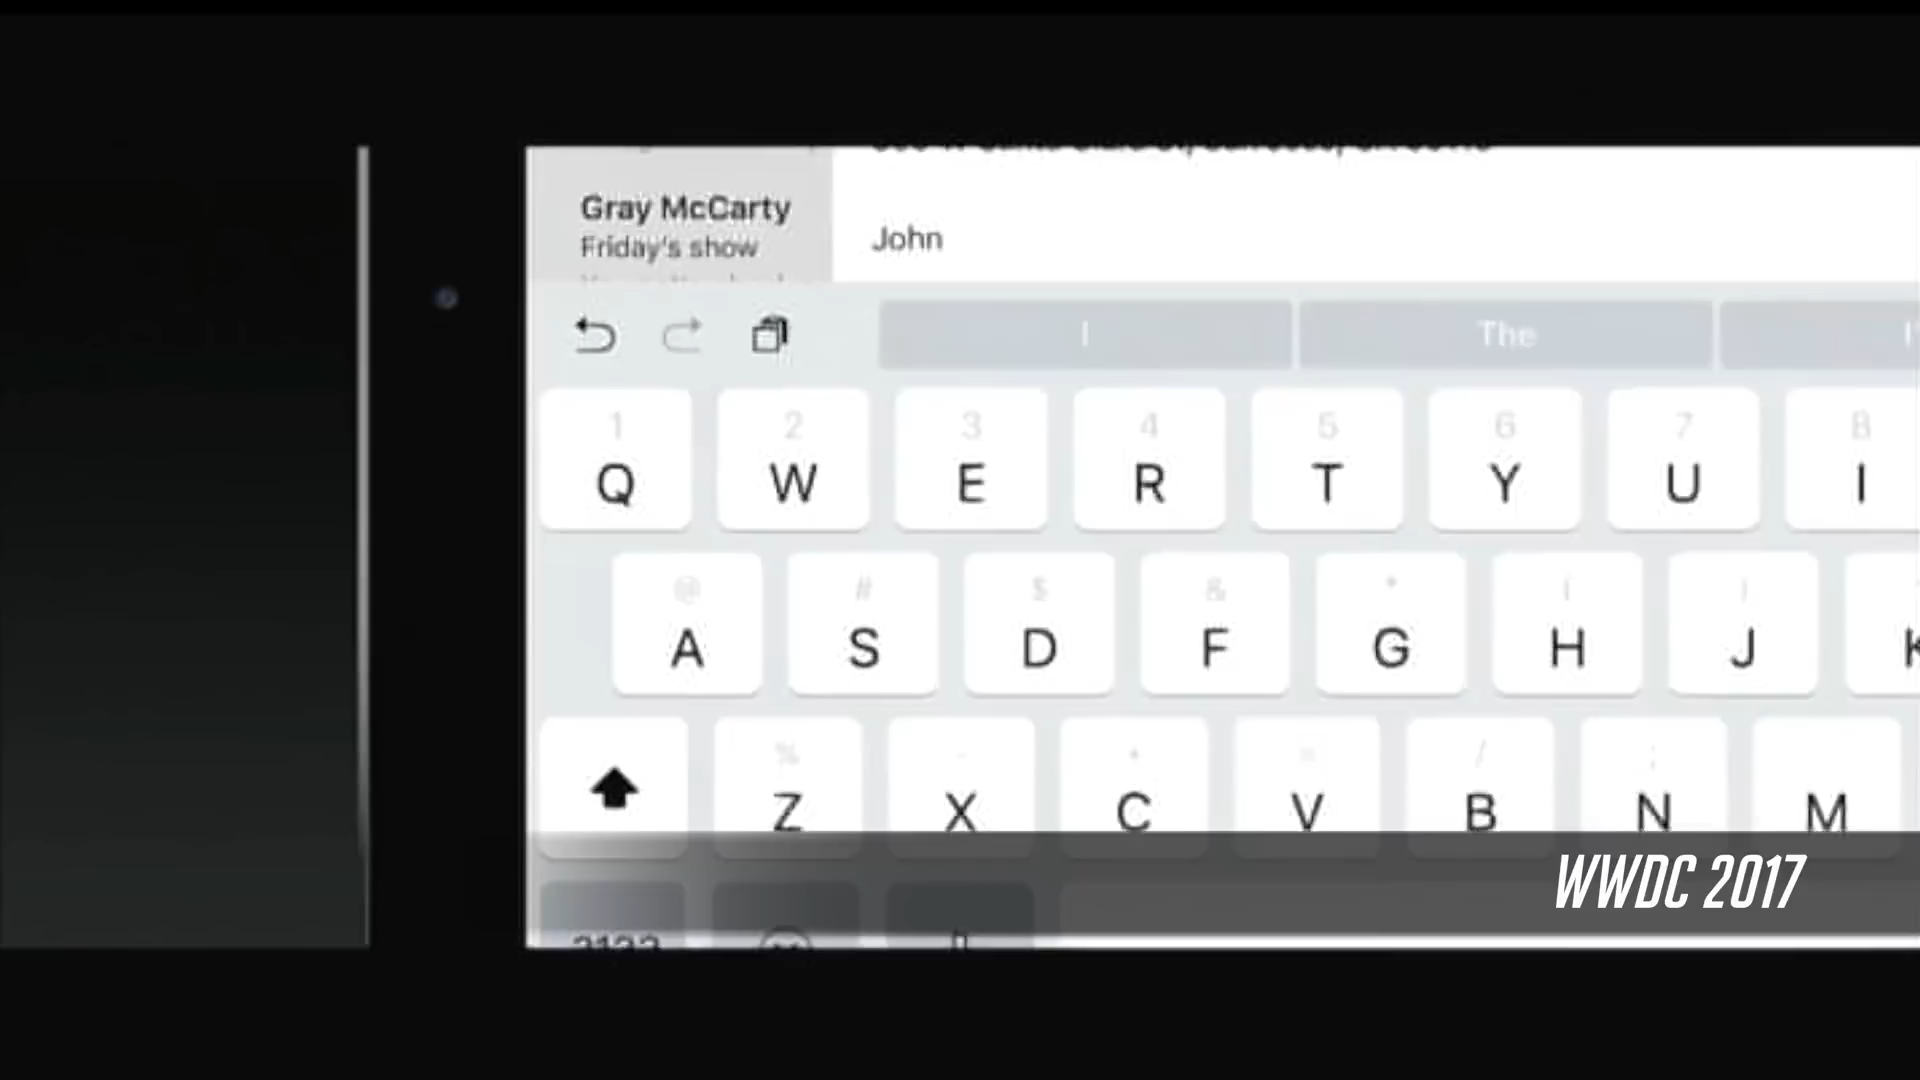 Gray McCarty
Friday's show
John
I
The
1 2 3 4 5 6 7 8
Q W E R T Y U I
@ # $ & * ( )
A S D F G H J K
% - + = / ;
Z X C V B N M
WWDC 2017